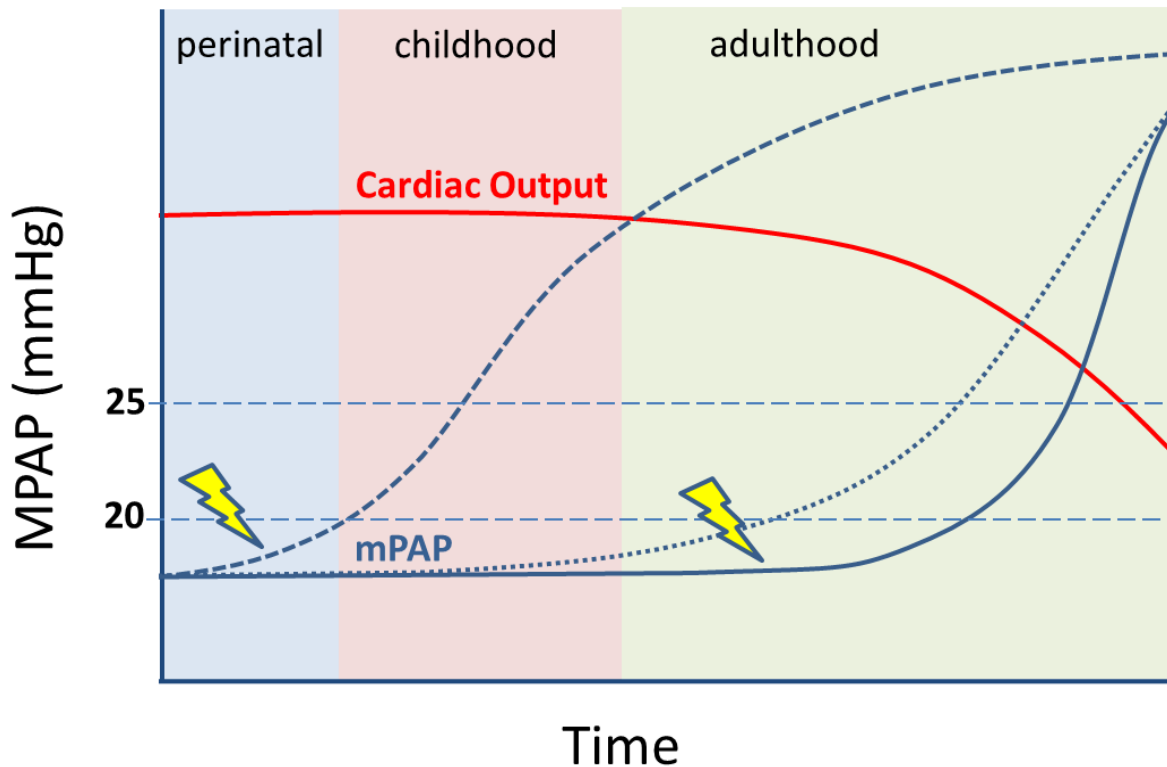 perinatal
childhood
adulthood
Cardiac Output
MPAP (mmHg)
25
20
mPAP
Time